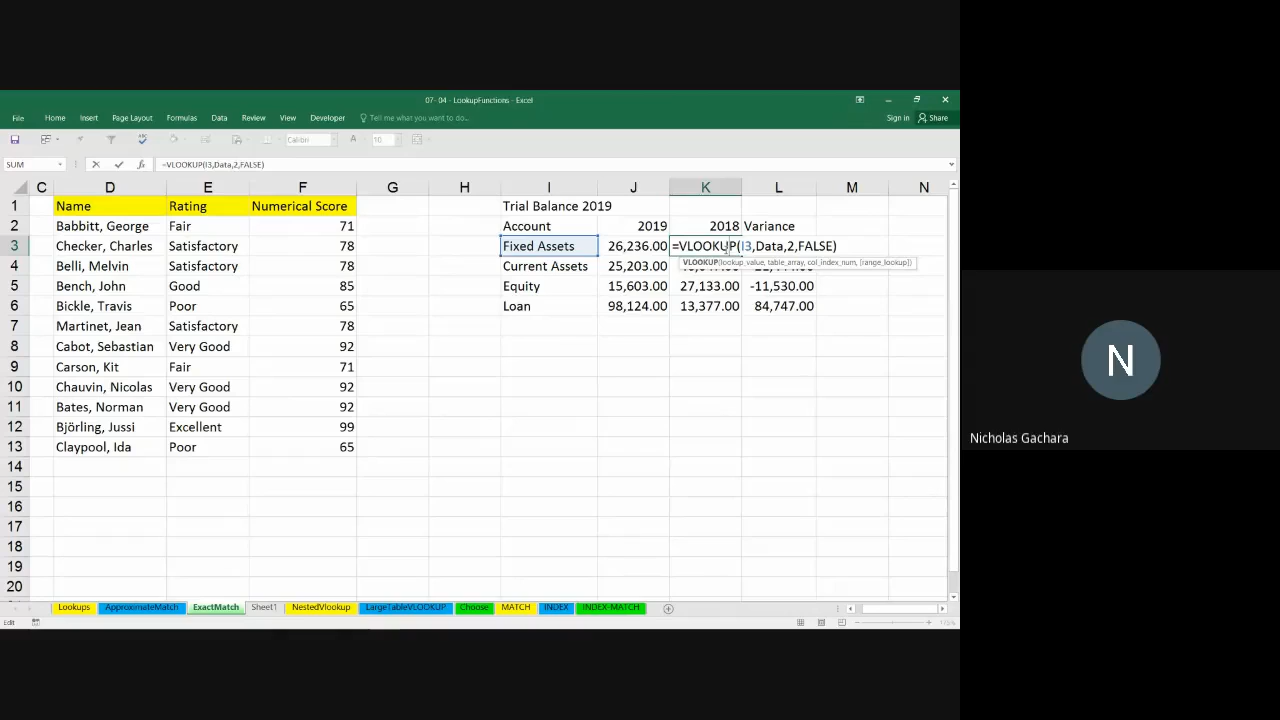 07- 04 - LookupFunctions - Excel
File Home Insert Page Layout Formulas Data Review View Developer Tell me what you want to do... Sign in Share
Calibri 10
SUM =VLOOKUP(I3,Data,2,FALSE)
C D E F G H I J K L M N
1 Name Rating Numerical Score Trial Balance 2019
2 Babbitt, George Fair 71 Account 2019 2018 Variance
3 Checker, Charles Satisfactory 78 Fixed Assets 26,236.00 =VLOOKUP(I3,Data,2,FALSE)
VLOOKUP(lookup_value, table_array, col_index_num, [range_lookup])
4 Belli, Melvin Satisfactory 78 Current Assets 25,203.00
5 Bench, John Good 85 Equity 15,603.00 27,133.00 -11,530.00
6 Bickle, Travis Poor 65 Loan 98,124.00 13,377.00 84,747.00
7 Martinet, Jean Satisfactory 78
8 Cabot, Sebastian Very Good 92
9 Carson, Kit Fair 71
10 Chauvin, Nicolas Very Good 92
11 Bates, Norman Very Good 92
12 Björling, Jussi Excellent 99
13 Claypool, Ida Poor 65
14
15
16
17
18
19
20
Lookups ApproximateMatch ExactMatch Sheet1 NestedVlookup LargeTableVLOOKUP Choose MATCH INDEX INDEX-MATCH
Edit
N
Nicholas Gachara